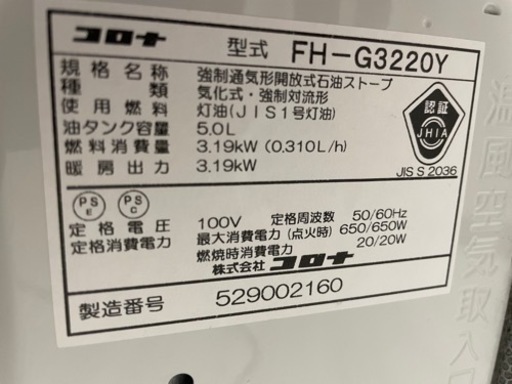 コロナ 型式 FH-G3220Y
規格名称 強制通気形開放式石油ストーブ
種類 気化式・強制対流形
使用燃料 灯油(JIS1号灯油)
油タンク容量 5.0L
燃料消費量 3.19kW (0.310L/h)
暖房出力 3.19kW
認証
JHIA
JIS S 2036
PS E PS C
定格電圧 100V 定格周波数 50/60Hz
定格消費電力 最大消費電力(点火時) 650/650W
燃焼時消費電力 20/20W
株式会社 コロナ
製造番号 529002160
温風空気取入口